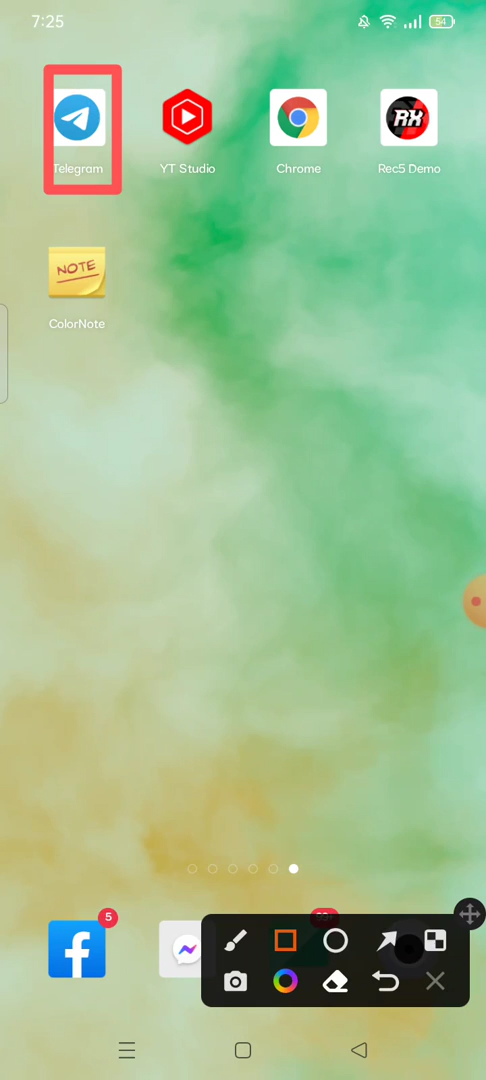 7:25
54
Telegram
YT Studio
Chrome
Rec5 Demo
RX
NOTE
ColorNote
5